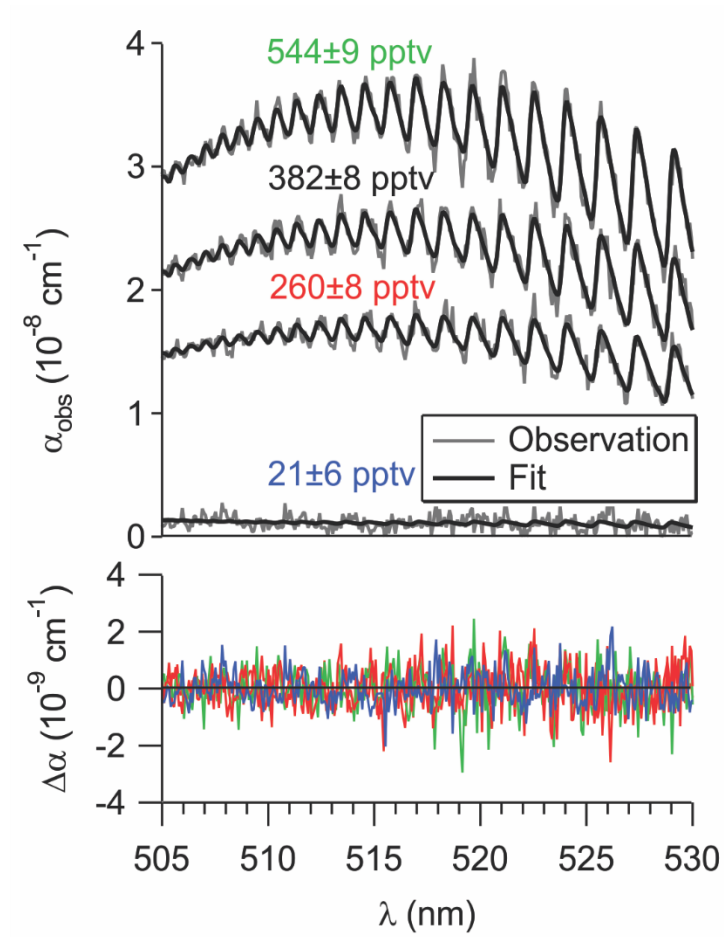 4
544±9 pptv
3
382±8 pptv
2
260±8 pptv
1
21±6 pptv
0
αobs (10-8 cm-1)
Observation
Fit
4
2
0
-2
-4
Δα (10-9 cm-1)
505 510 515 520 525 530
λ (nm)